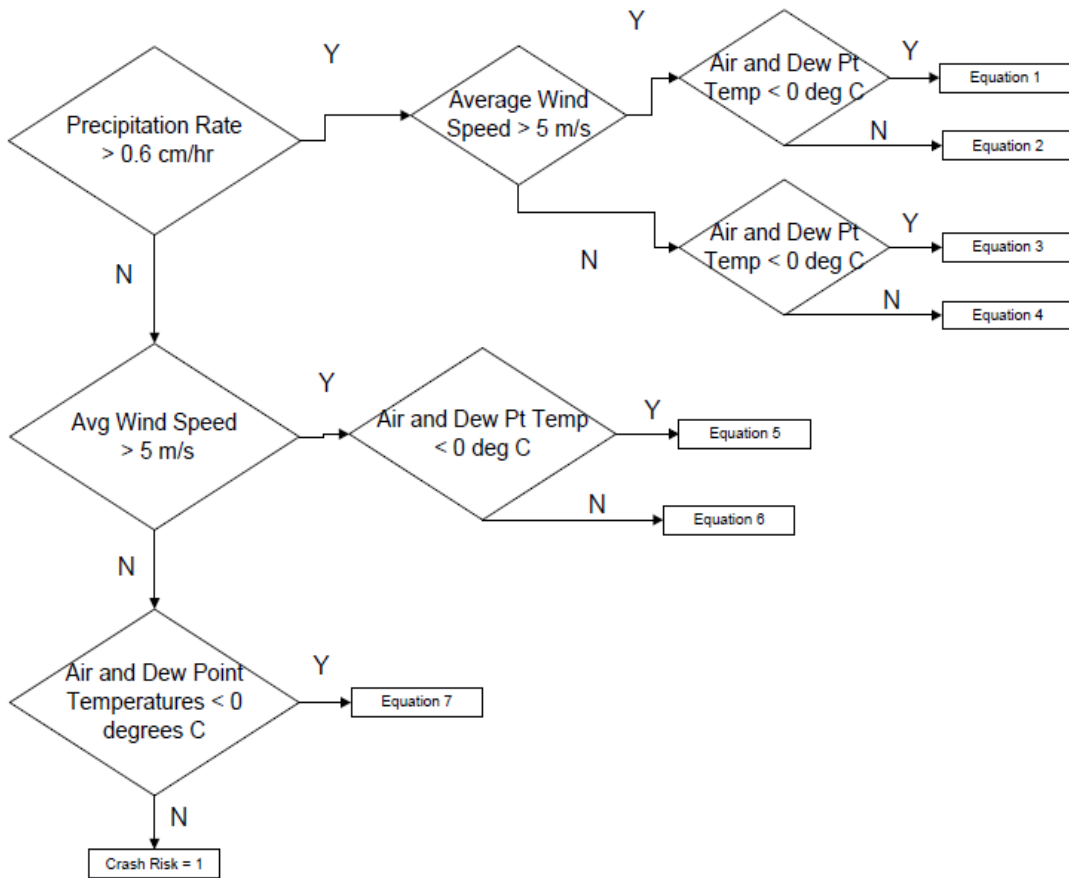 Y
Y
Air and Dew Pt
Temp < 0 deg C
Y
Equation 1
Precipitation Rate
> 0.6 cm/hr
Average Wind
Speed > 5 m/s
N
Equation 2
N
N
Air and Dew Pt
Temp < 0 deg C
Y
Equation 3
N
Equation 4
Avg Wind Speed
> 5 m/s
Y
Air and Dew Pt Temp
< 0 deg C
Y
Equation 5
N
Equation 6
N
Air and Dew Point
Temperatures < 0
degrees C
Y
Equation 7
N
Crash Risk = 1